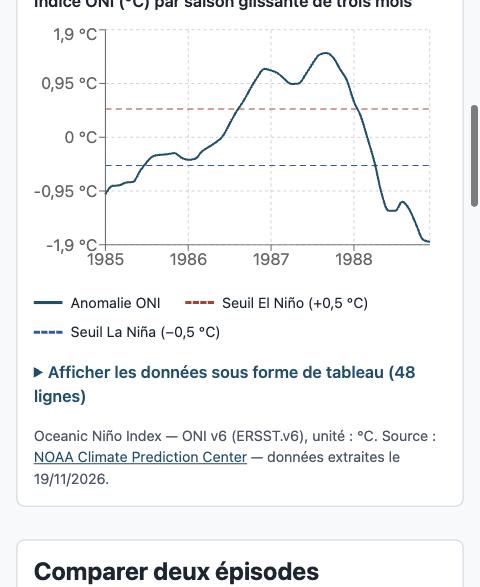 Indice ONI (°C) par saison glissante de trois mois
1,9 °C
0,95 °C
0 °C
-0,95 °C
-1,9 °C
1985 1986 1987 1988
Anomalie ONI Seuil El Niño (+0,5 °C)
Seuil La Niña (−0,5 °C)
▶ Afficher les données sous forme de tableau (48
lignes)
Oceanic Niño Index — ONI v6 (ERSST.v6), unité : °C. Source :
NOAA Climate Prediction Center — données extraites le
19/11/2026.
Comparer deux épisodes